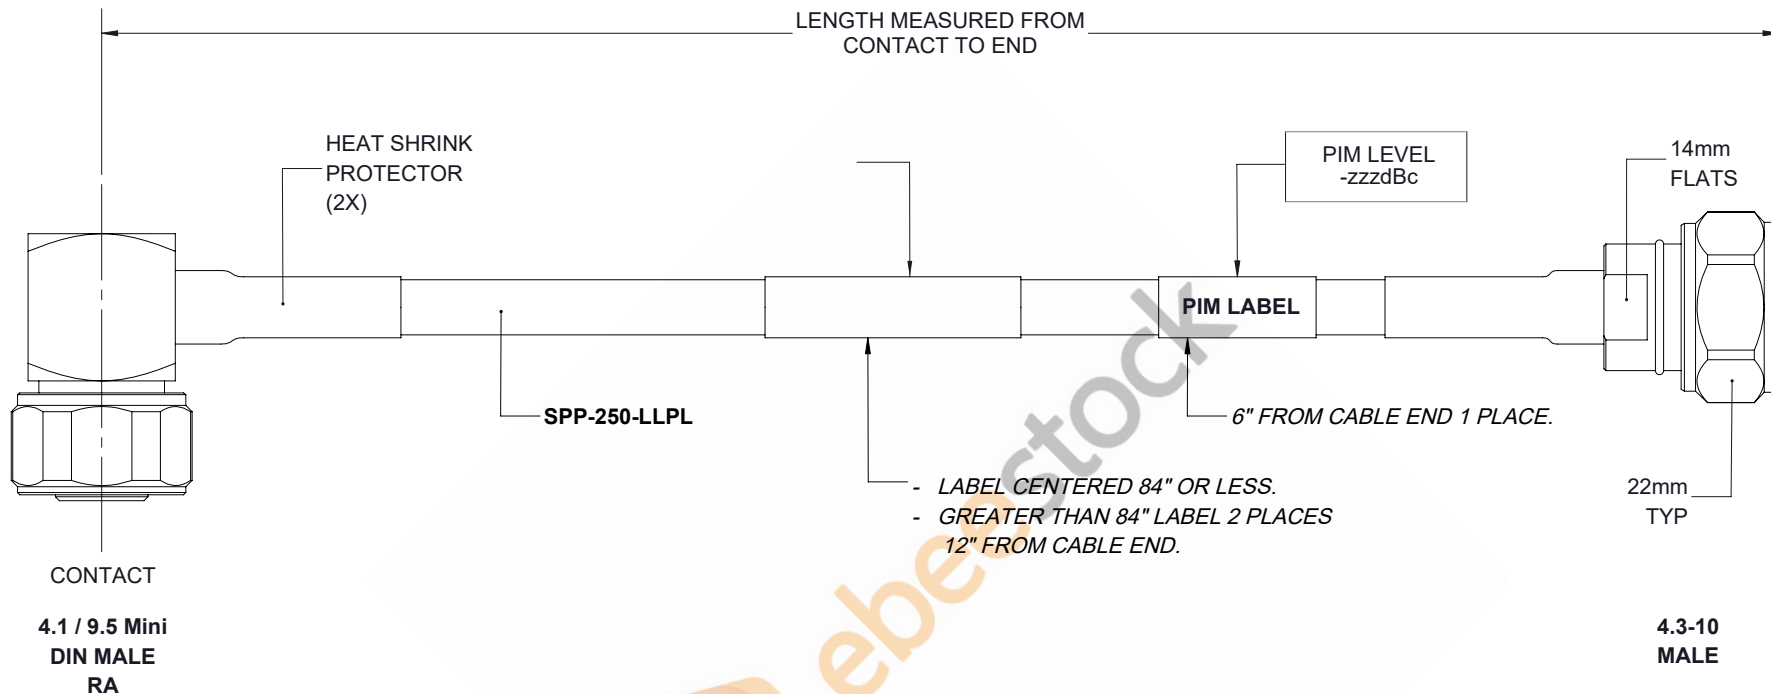 LENGTH MEASURED FROM
CONTACT TO END
HEAT SHRINK
PROTECTOR
(2X)
PIM LEVEL
-zzzdBc
14mm
FLATS
PIM LABEL
SPP-250-LLPL
6" FROM CABLE END 1 PLACE.
- LABEL CENTERED 84" OR LESS.
- GREATER THAN 84" LABEL 2 PLACES
12" FROM CABLE END.
22mm
TYP
CONTACT
4.1 / 9.5 Mini
DIN MALE
RA
4.3-10
MALE
ebeestock